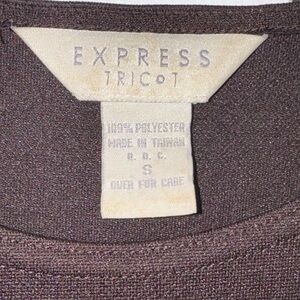 EXPRESS
TRICOT
100% POLYESTER
MADE IN TAIWAN
R. O. C.
S
OVER FOR CARE